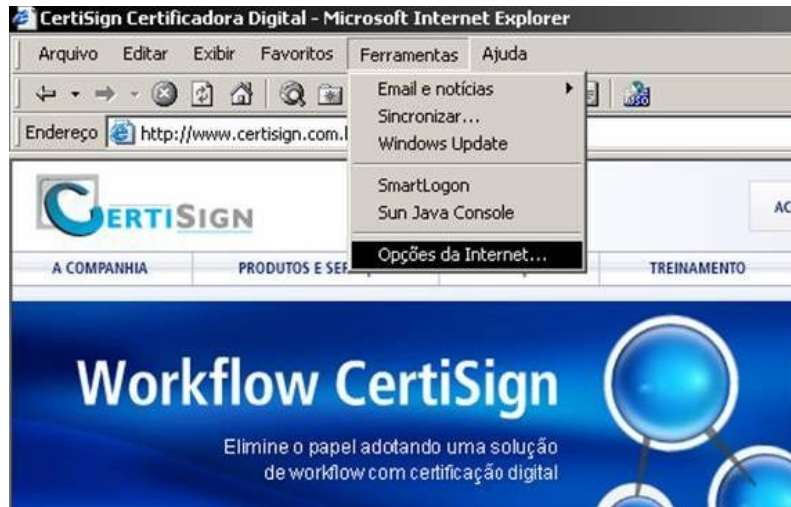 CertiSign Certificadora Digital - Microsoft Internet Explorer
Arquivo Editar Exibir Favoritos Ferramentas Ajuda
Email e notícias
Sincronizar...
Endereço http://www.certisign.com.
Windows Update
SmartLogon
Sun Java Console
CERTISIGN
Opções da Internet...
A COMPANHIA PRODUTOS E TREINAMENTO
Workflow CertiSign
Elimine o papel adotando uma solução
de workflow com certificação digital